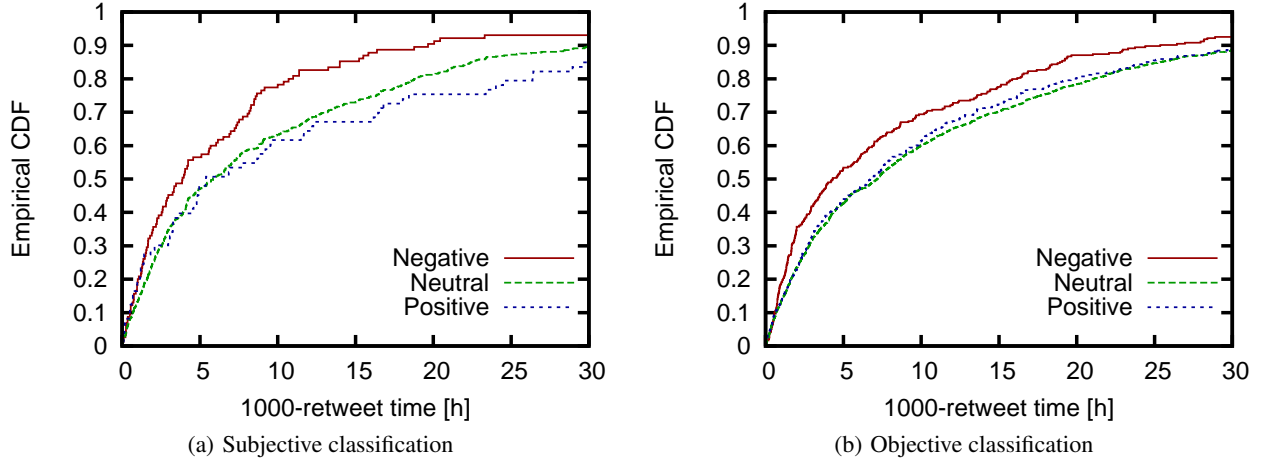 1
0.9
0.8
0.7
0.6
0.5
0.4
0.3
0.2
0.1
0
Empirical CDF
Negative
Neutral
Positive
0 5 10 15 20 25 30
1000-retweet time [h]
(a) Subjective classification
1
0.9
0.8
0.7
0.6
0.5
0.4
0.3
0.2
0.1
0
Empirical CDF
Negative
Neutral
Positive
0 5 10 15 20 25 30
1000-retweet time [h]
(b) Objective classification